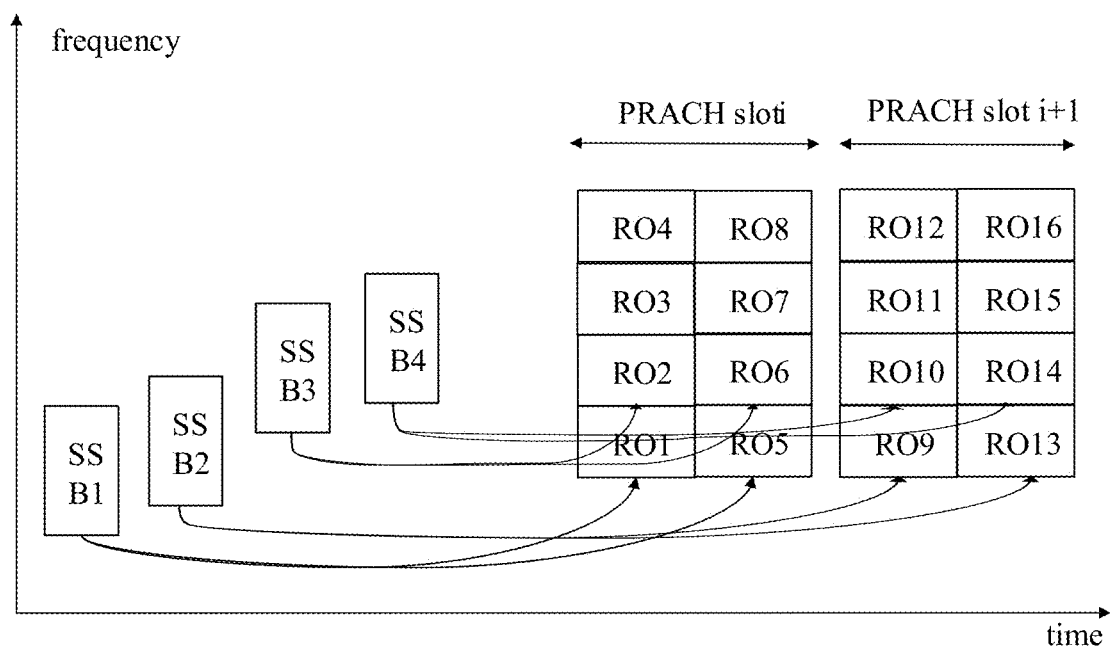 frequency
PRACH sloti
PRACH slot i+1
RO4
RO8
RO12
RO16
RO3
RO7
RO11
RO15
RO2
RO6
RO10
RO14
RO1
RO5
RO9
RO13
SS
B1
SS
B2
SS
B3
SS
B4
time